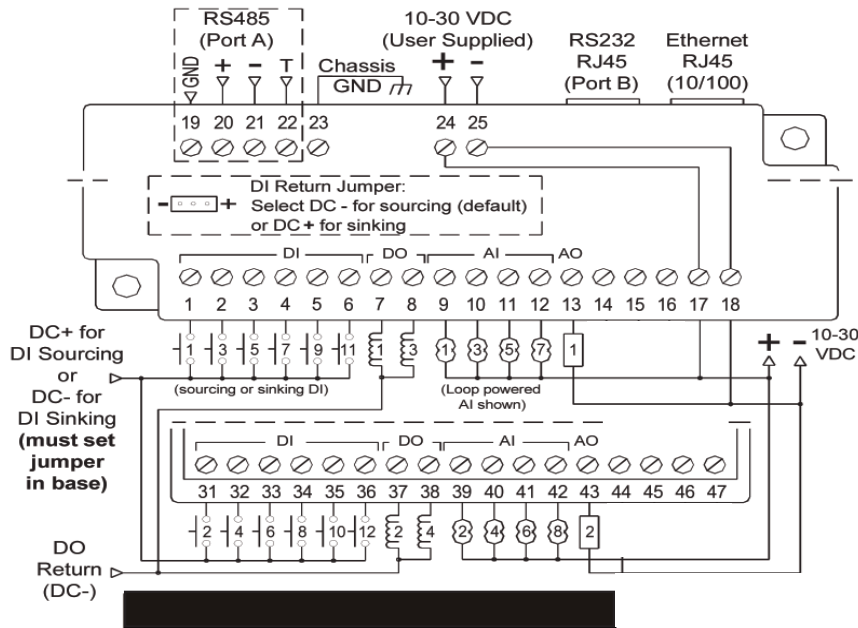 RS485
(Port A)
10-30 VDC
(User Supplied)
RS232
RJ45
(Port B)
Ethernet
RJ45
(10/100)
GND + - T
Chassis
GND
+ -
19 20 21 22 23 24 25
- +
DI Return Jumper:
Select DC - for sourcing (default)
or DC + for sinking
DI DO AI AO
1 2 3 4 5 6 7 8 9 10 11 12 13 14 15 16 17 18
DC+ for
DI Sourcing
or
DC- for
DI Sinking
(must set
jumper
in base)
1 3 5 7 9 11 1 3 1 3 5 7 1
(sourcing or sinking DI)
(Loop powered
AI shown)
+ - 10-30
VDC
DI DO AI AO
31 32 33 34 35 36 37 38 39 40 41 42 43 44 45 46 47
2 4 6 8 10 12 2 4 2 4 6 8 2
DO
Return
(DC-)